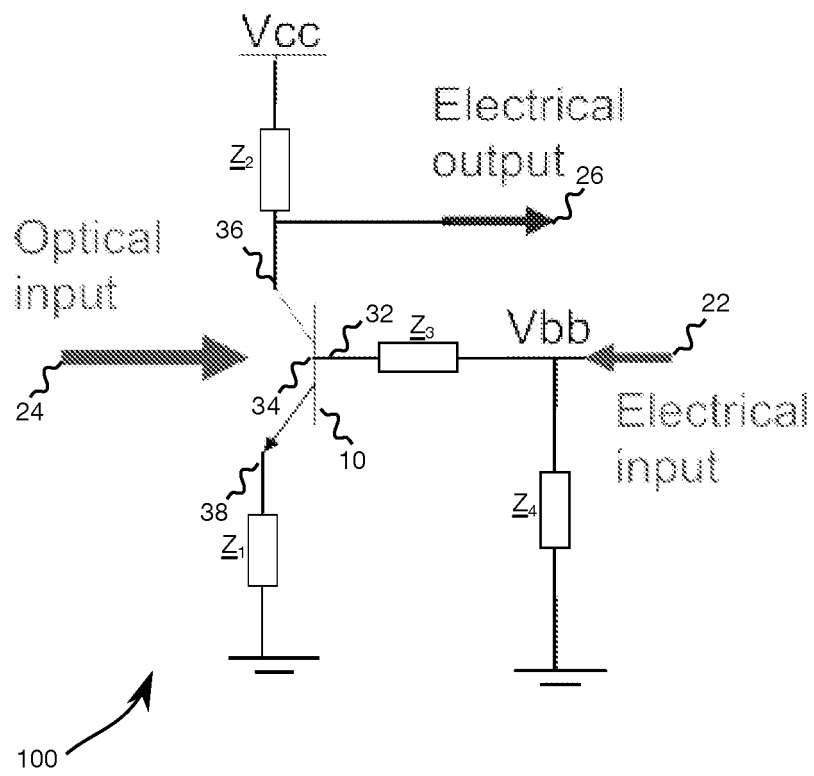 Vcc
Electrical
output
Z2
26
36
Optical
input
32
Z3
Vbb
22
24
34
10
Electrical
input
38
Z1
Z4
100